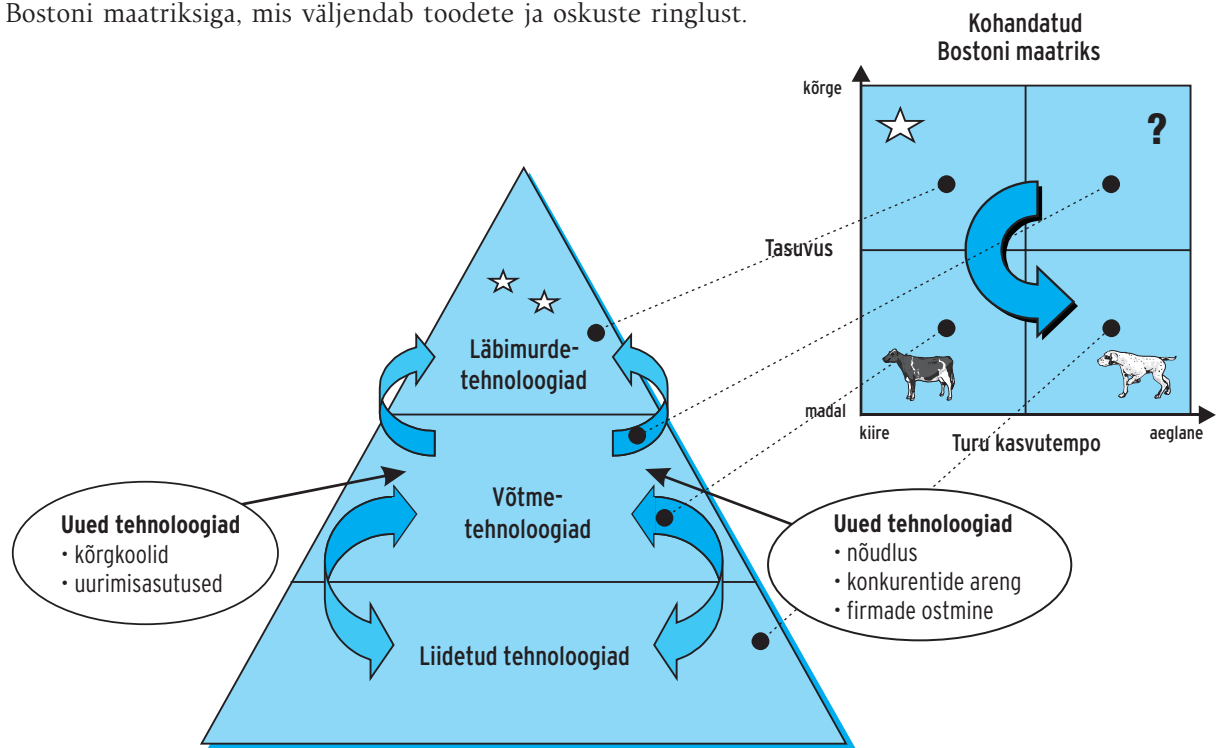 Bostoni maatriksiga, mis väljendab toodete ja oskuste ringlust.
Kohandatud
Bostoni maatriks
kõrge
?
Tasuvus
madal
kiire
Turu kasvutempo
aeglane
Läbimurde-
tehnoloogiad
Võtme-
tehnoloogiad
Liidetud tehnoloogiad
Uued tehnoloogiad
• kõrgkoolid
• uurimisasutused
Uued tehnoloogiad
• nõudlus
• konkurentide areng
• firmade ostmine